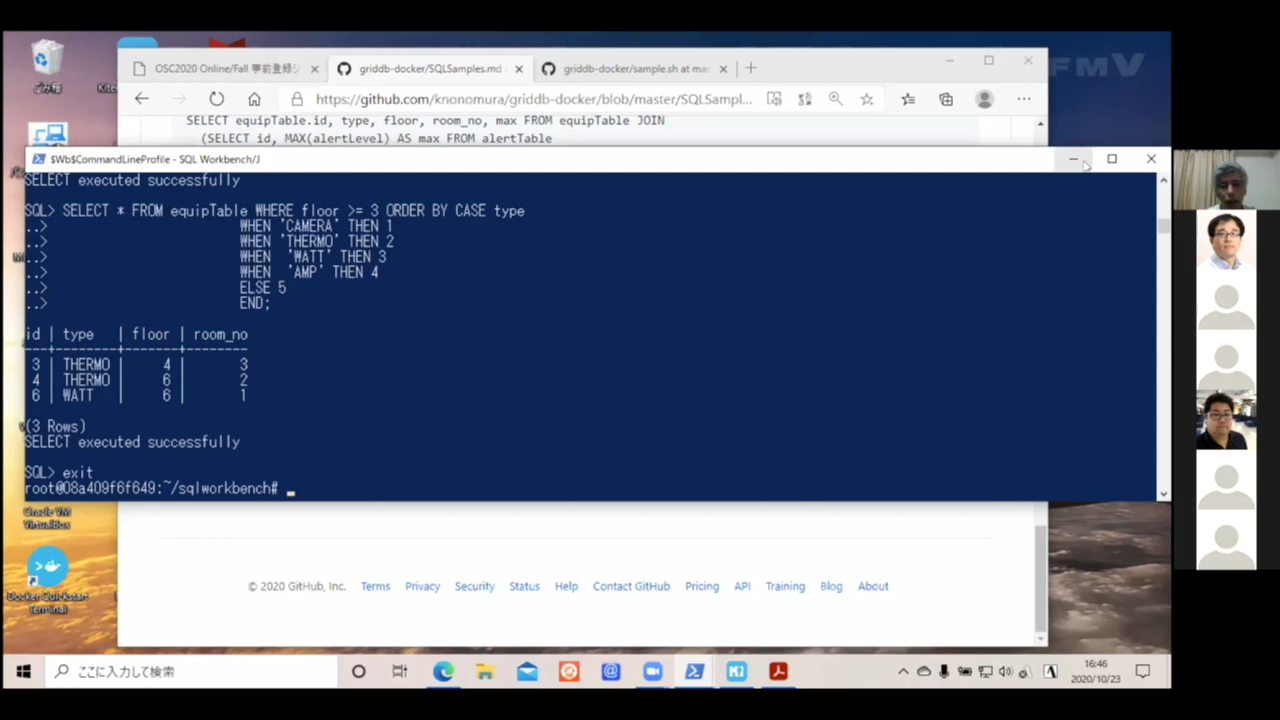 ごみ箱
FMV
OSC2020 Online/Fall 事前登録
griddb-docker/SQLSamples.md
griddb-docker/sample.sh at mas
https://github.com/knonomura/griddb-docker/blob/master/SQLSampl...
SELECT equipTable.id, type, floor, room_no, max FROM equipTable JOIN
(SELECT id, MAX(alertLevel) AS max FROM alertTable
$Wb$CommandLineProfile - SQL Workbench/J
SELECT executed successfully
SQL> SELECT * FROM equipTable WHERE floor >= 3 ORDER BY CASE type
..> WHEN 'CAMERA' THEN 1
..> WHEN 'THERMO' THEN 2
..> WHEN 'WATT' THEN 3
..> WHEN 'AMP' THEN 4
..> ELSE 5
..> END;
id | type | floor | room_no
---+--------+-------+--------
3 | THERMO | 4 | 3
4 | THERMO | 6 | 2
6 | WATT | 6 | 1
(3 Rows)
SELECT executed successfully
SQL> exit
root@08a409f6f649:~/sqlworkbench#
Oracle VM
VirtualBox
Docker Quickstart
Terminal
© 2020 GitHub, Inc. Terms Privacy Security Status Help Contact GitHub Pricing API Training Blog About
ここに入力して検索
A
16:46
2020/10/23